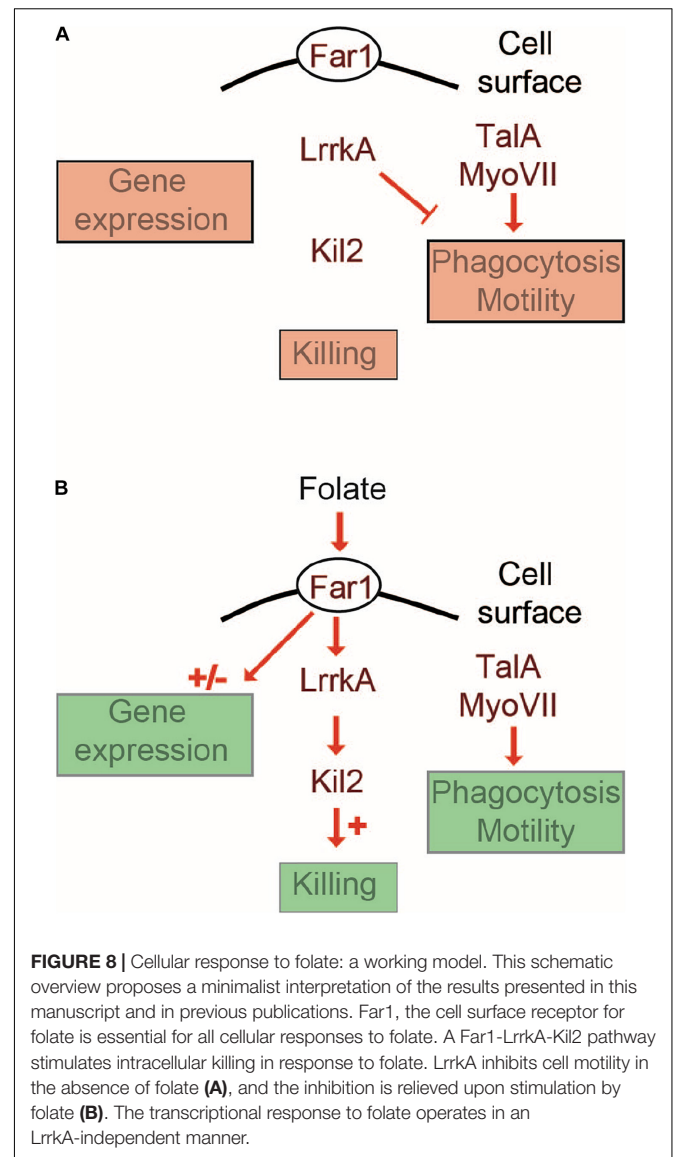 A
Far1
Cell
surface
LrrkA
TalA
MyoVII
Gene
expression
Kil2
Phagocytosis
Motility
Killing
B
Folate
Far1
Cell
surface
+/-
LrrkA
TalA
MyoVII
Gene
expression
Kil2
Phagocytosis
Motility
+
Killing
FIGURE 8 | Cellular response to folate: a working model. This schematic
overview proposes a minimalist interpretation of the results presented in this
manuscript and in previous publications. Far1, the cell surface receptor for
folate is essential for all cellular responses to folate. A Far1-LrrkA-Kil2 pathway
stimulates intracellular killing in response to folate. LrrkA inhibits cell motility in
the absence of folate (A), and the inhibition is relieved upon stimulation by
folate (B). The transcriptional response to folate operates in an
LrrkA-independent manner.